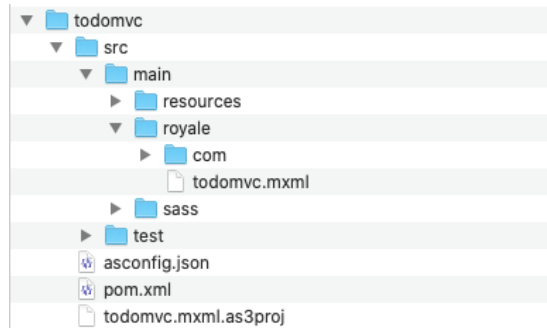 todomvc
src
main
resources
royale
com
todomvc.mxml
sass
test
asconfig.json
pom.xml
todomvc.mxml.as3proj